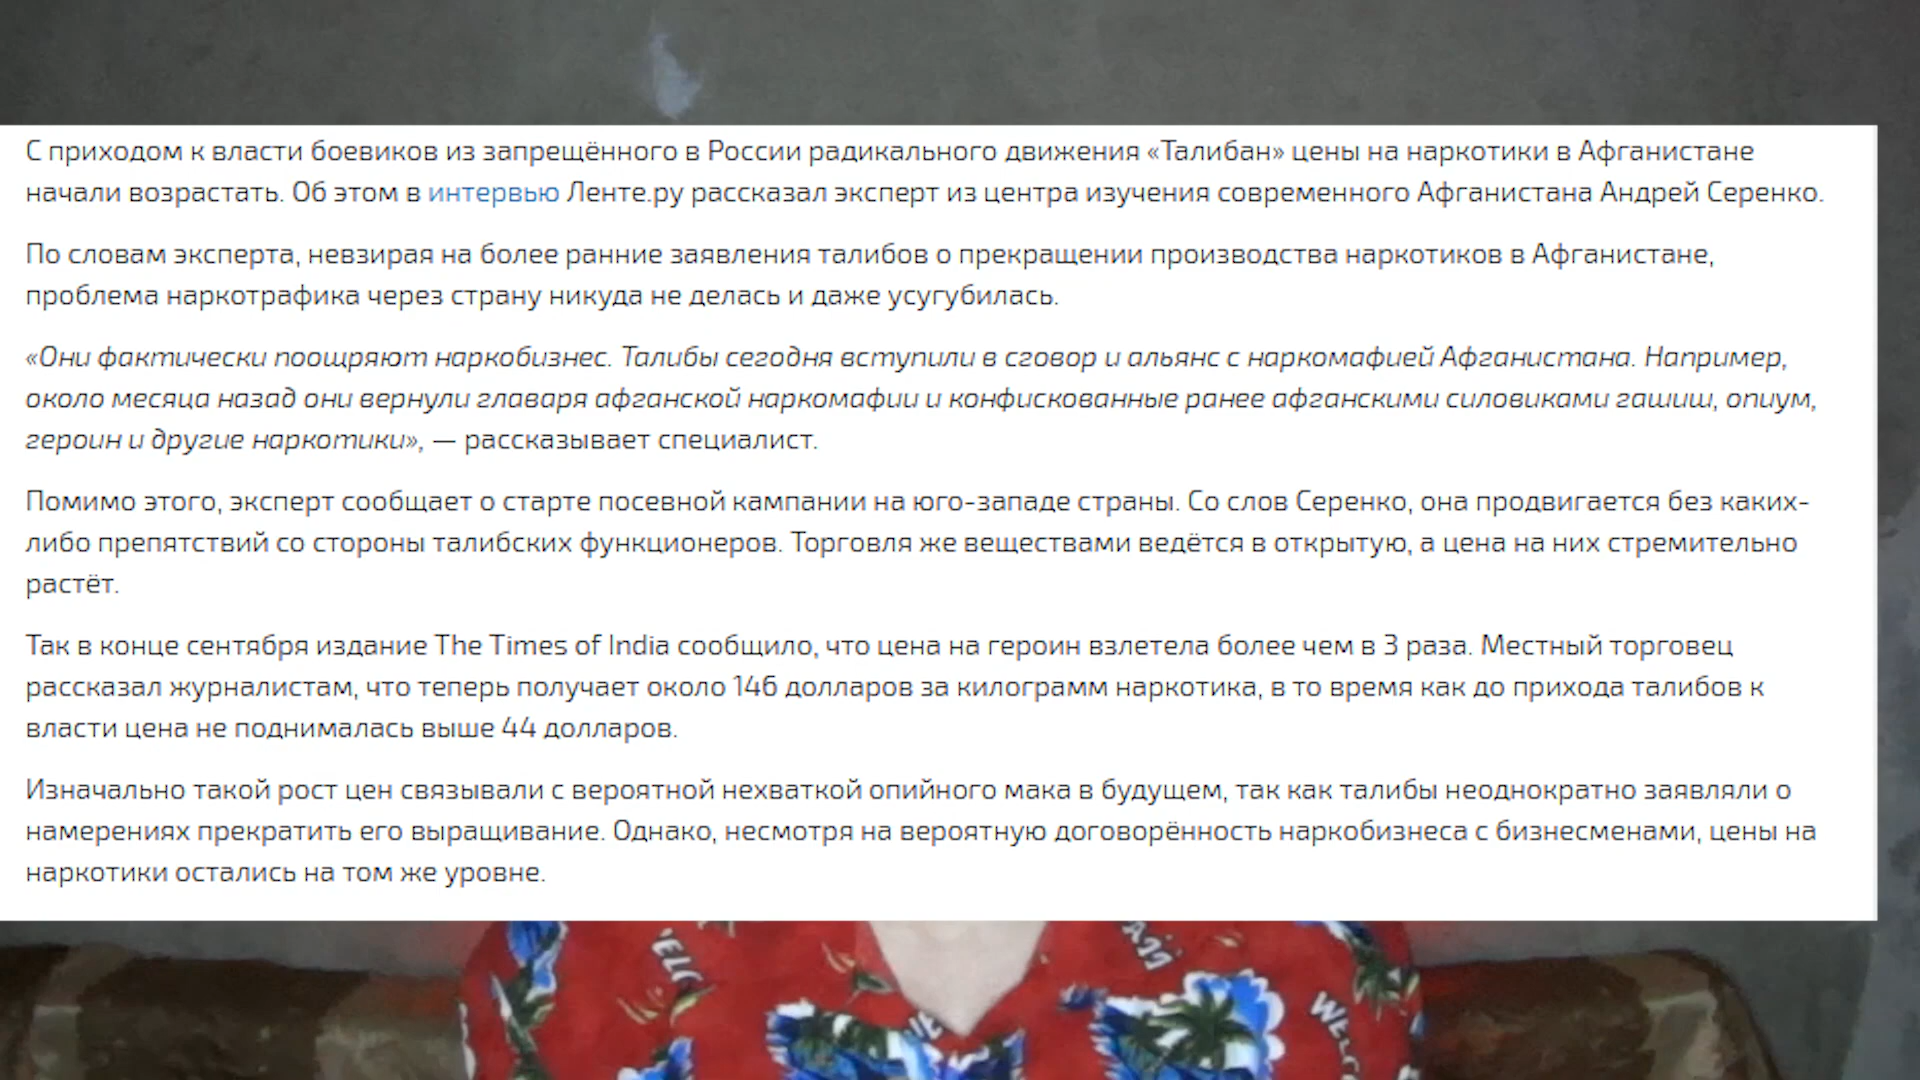 С приходом к власти боевиков из запрещённого в России радикального движения «Талибан» цены на наркотики в Афганистане
начали возрастать. Об этом в интервью Ленте.ру рассказал эксперт из центра изучения современного Афганистана Андрей Серенко.
По словам эксперта, невзирая на более ранние заявления талибов о прекращении производства наркотиков в Афганистане,
проблема наркотрафика через страну никуда не делась и даже усугубилась.
«Они фактически поощряют наркобизнес. Талибы сегодня вступили в сговор и альянс с наркомафией Афганистана. Например,
около месяца назад они вернули главаря афганской наркомафии и конфискованные ранее афганскими силовиками гашиш, опиум,
героин и другие наркотики», — рассказывает специалист.
Помимо этого, эксперт сообщает о старте посевной кампании на юго-западе страны. Со слов Серенко, она продвигается без каких-
либо препятствий со стороны талибских функционеров. Торговля же веществами ведётся в открытую, а цена на них стремительно
растёт.
Так в конце сентября издание The Times of India сообщило, что цена на героин взлетела более чем в 3 раза. Местный торговец
рассказал журналистам, что теперь получает около 146 долларов за килограмм наркотика, в то время как до прихода талибов к
власти цена не поднималась выше 44 долларов.
Изначально такой рост цен связывали с вероятной нехваткой опийного мака в будущем, так как талибы неоднократно заявляли о
намерениях прекратить его выращивание. Однако, несмотря на вероятную договорённость наркобизнеса с бизнесменами, цены на
наркотики остались на том же уровне.